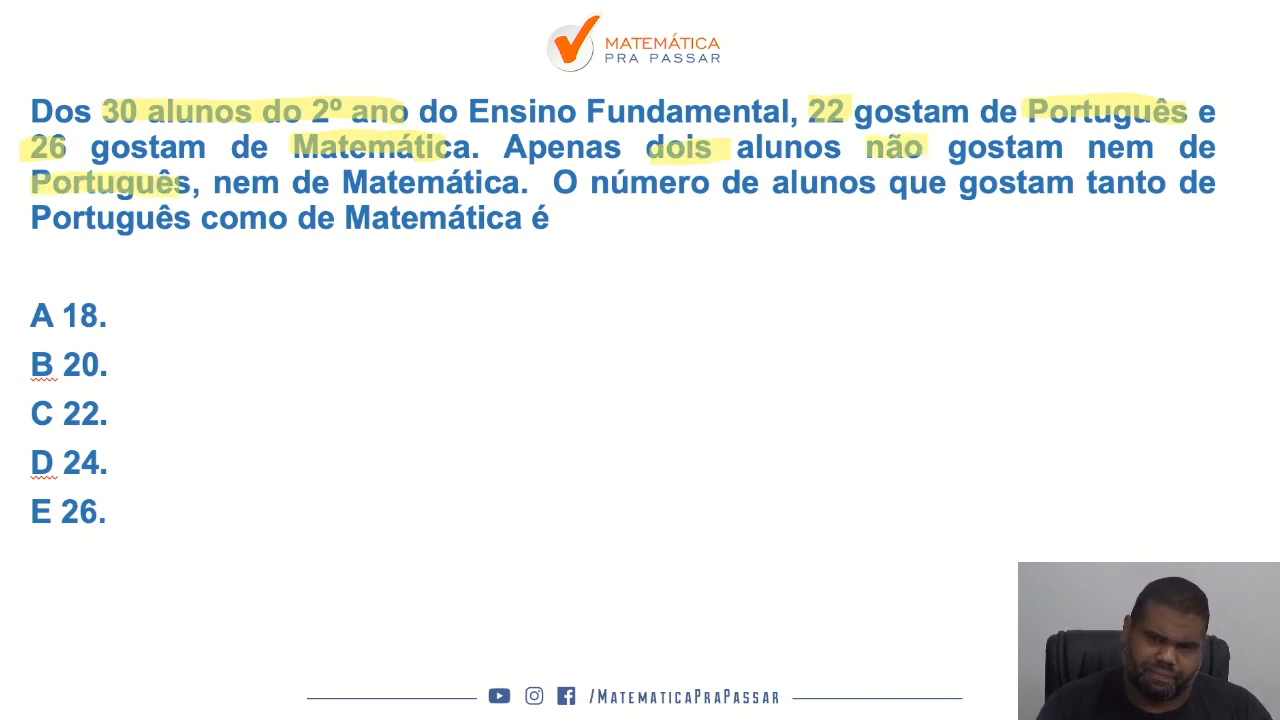 MATEMÁTICA
PRA PASSAR
Dos 30 alunos do 2º ano do Ensino Fundamental, 22 gostam de Português e
26 gostam de Matemática. Apenas dois alunos não gostam nem de
Português, nem de Matemática. O número de alunos que gostam tanto de
Português como de Matemática é
A 18.
B 20.
C 22.
D 24.
E 26.
/MATEMATICAPRAPASSAR